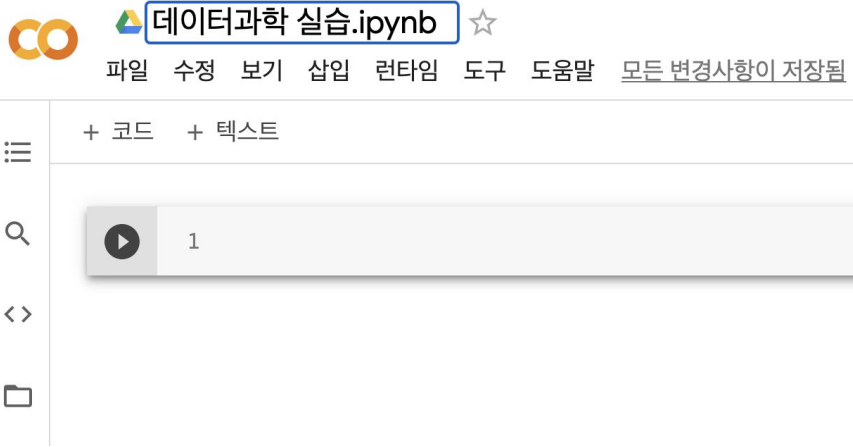 데이터과학 실습.ipynb
파일 수정 보기 삽입 런타임 도구 도움말 모든 변경사항이 저장됨
+ 코드 + 텍스트
1